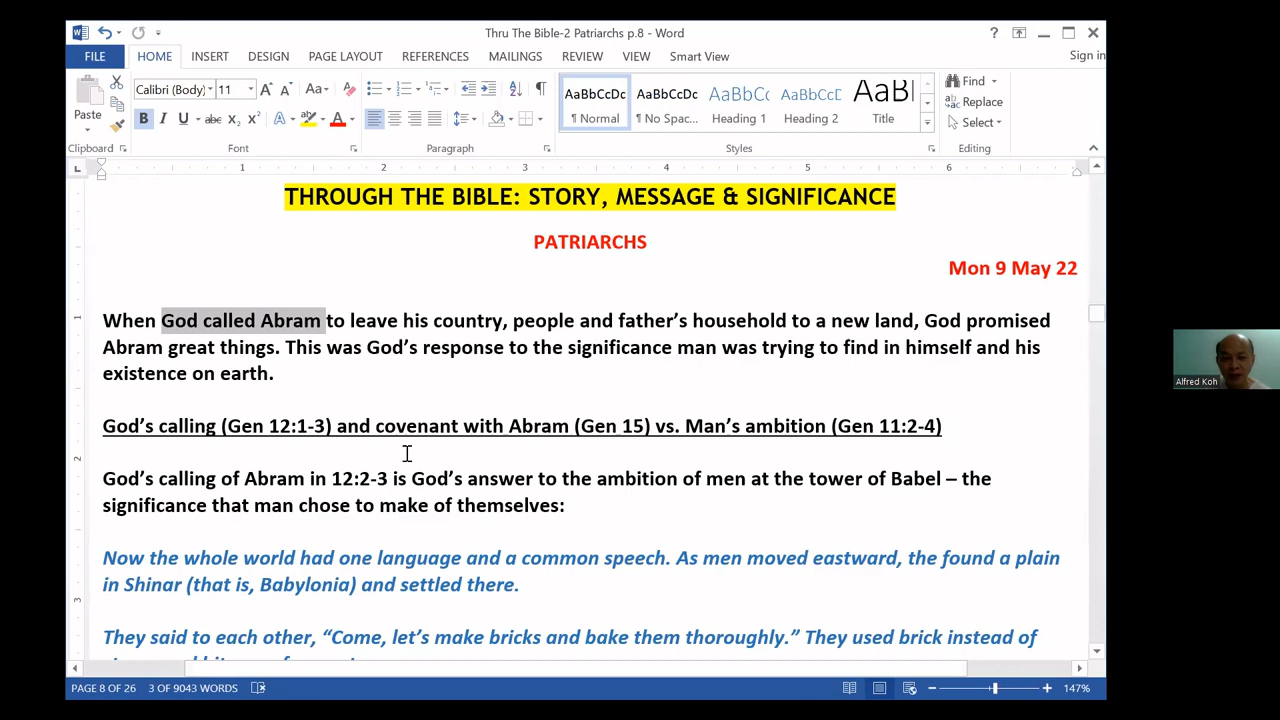 Thru The Bible-2 Patriarchs p.8 - Word
Sign in
FILE HOME INSERT DESIGN PAGE LAYOUT REFERENCES MAILINGS REVIEW VIEW Smart View
Calibri (Body) 11
Paste
Clipboard Font Paragraph Styles Editing
AaBbCcDc AaBbCcDc AaBbCc AaBbCcD AaBl
¶ Normal ¶ No Spac... Heading 1 Heading 2 Title
Find
Replace
Select
1 2 3 4 5 6
THROUGH THE BIBLE: STORY, MESSAGE & SIGNIFICANCE
PATRIARCHS
Mon 9 May 22
When God called Abram to leave his country, people and father’s household to a new land, God promised
Abram great things. This was God’s response to the significance man was trying to find in himself and his
existence on earth.
God’s calling (Gen 12:1-3) and covenant with Abram (Gen 15) vs. Man’s ambition (Gen 11:2-4)
God’s calling of Abram in 12:2-3 is God’s answer to the ambition of men at the tower of Babel – the
significance that man chose to make of themselves:
Now the whole world had one language and a common speech. As men moved eastward, the found a plain
in Shinar (that is, Babylonia) and settled there.
They said to each other, “Come, let’s make bricks and bake them thoroughly.” They used brick instead of
PAGE 8 OF 26 3 OF 9043 WORDS 147%
Alfred Koh